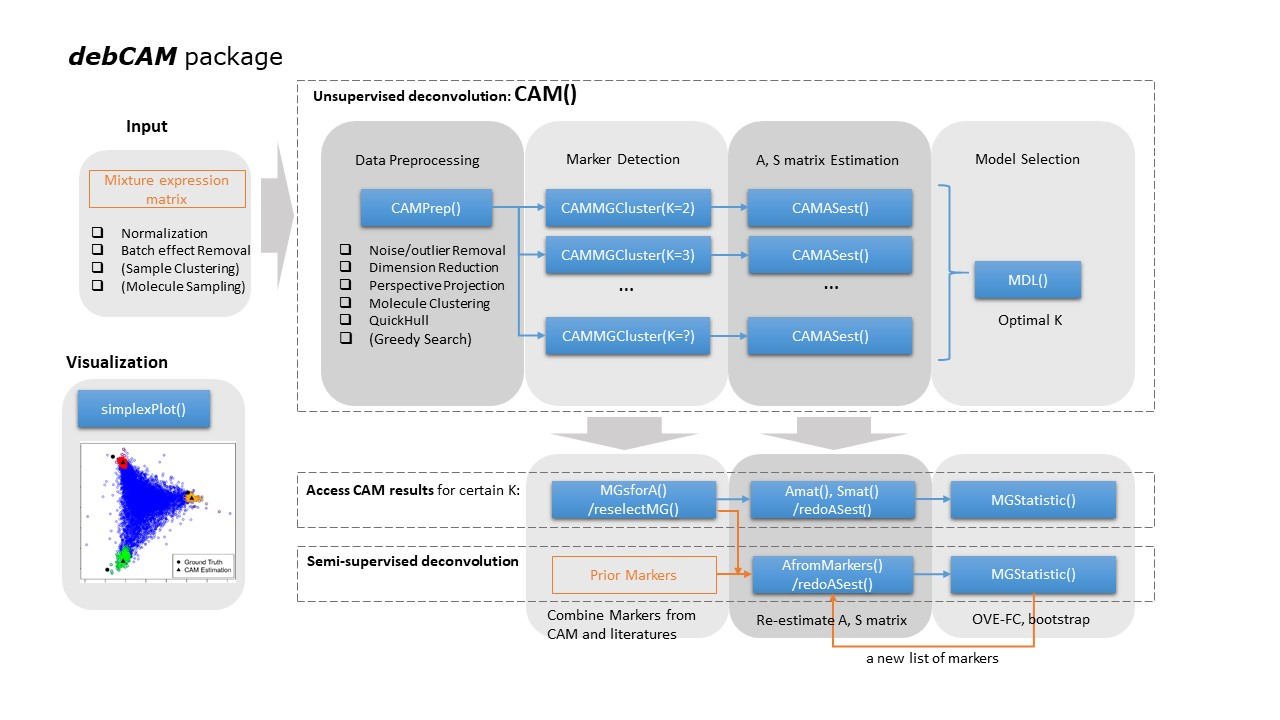 debCAM package
Input
Mixture expression
matrix
Normalization
Batch effect Removal
(Sample Clustering)
(Molecule Sampling)
Visualization
simplexPlot()
Ground Truth
CAM Estimation
Unsupervised deconvolution: CAM()
Data Preprocessing
CAMPrep()
Noise/outlier Removal
Dimension Reduction
Perspective Projection
Molecule Clustering
QuickHull
(Greedy Search)
Marker Detection
CAMMGCluster(K=2)
CAMMGCluster(K=3)
...
CAMMGCluster(K=?)
A, S matrix Estimation
CAMASest()
CAMASest()
...
CAMASest()
Model Selection
MDL()
Optimal K
Access CAM results for certain K:
MGsforA()
/reselectMG()
Amat(), Smat()
/redoASest()
MGStatistic()
Semi-supervised deconvolution
Prior Markers
AfromMarkers()
/redoASest()
MGStatistic()
Combine Markers from
CAM and literatures
Re-estimate A, S matrix
OVE-FC, bootstrap
a new list of markers